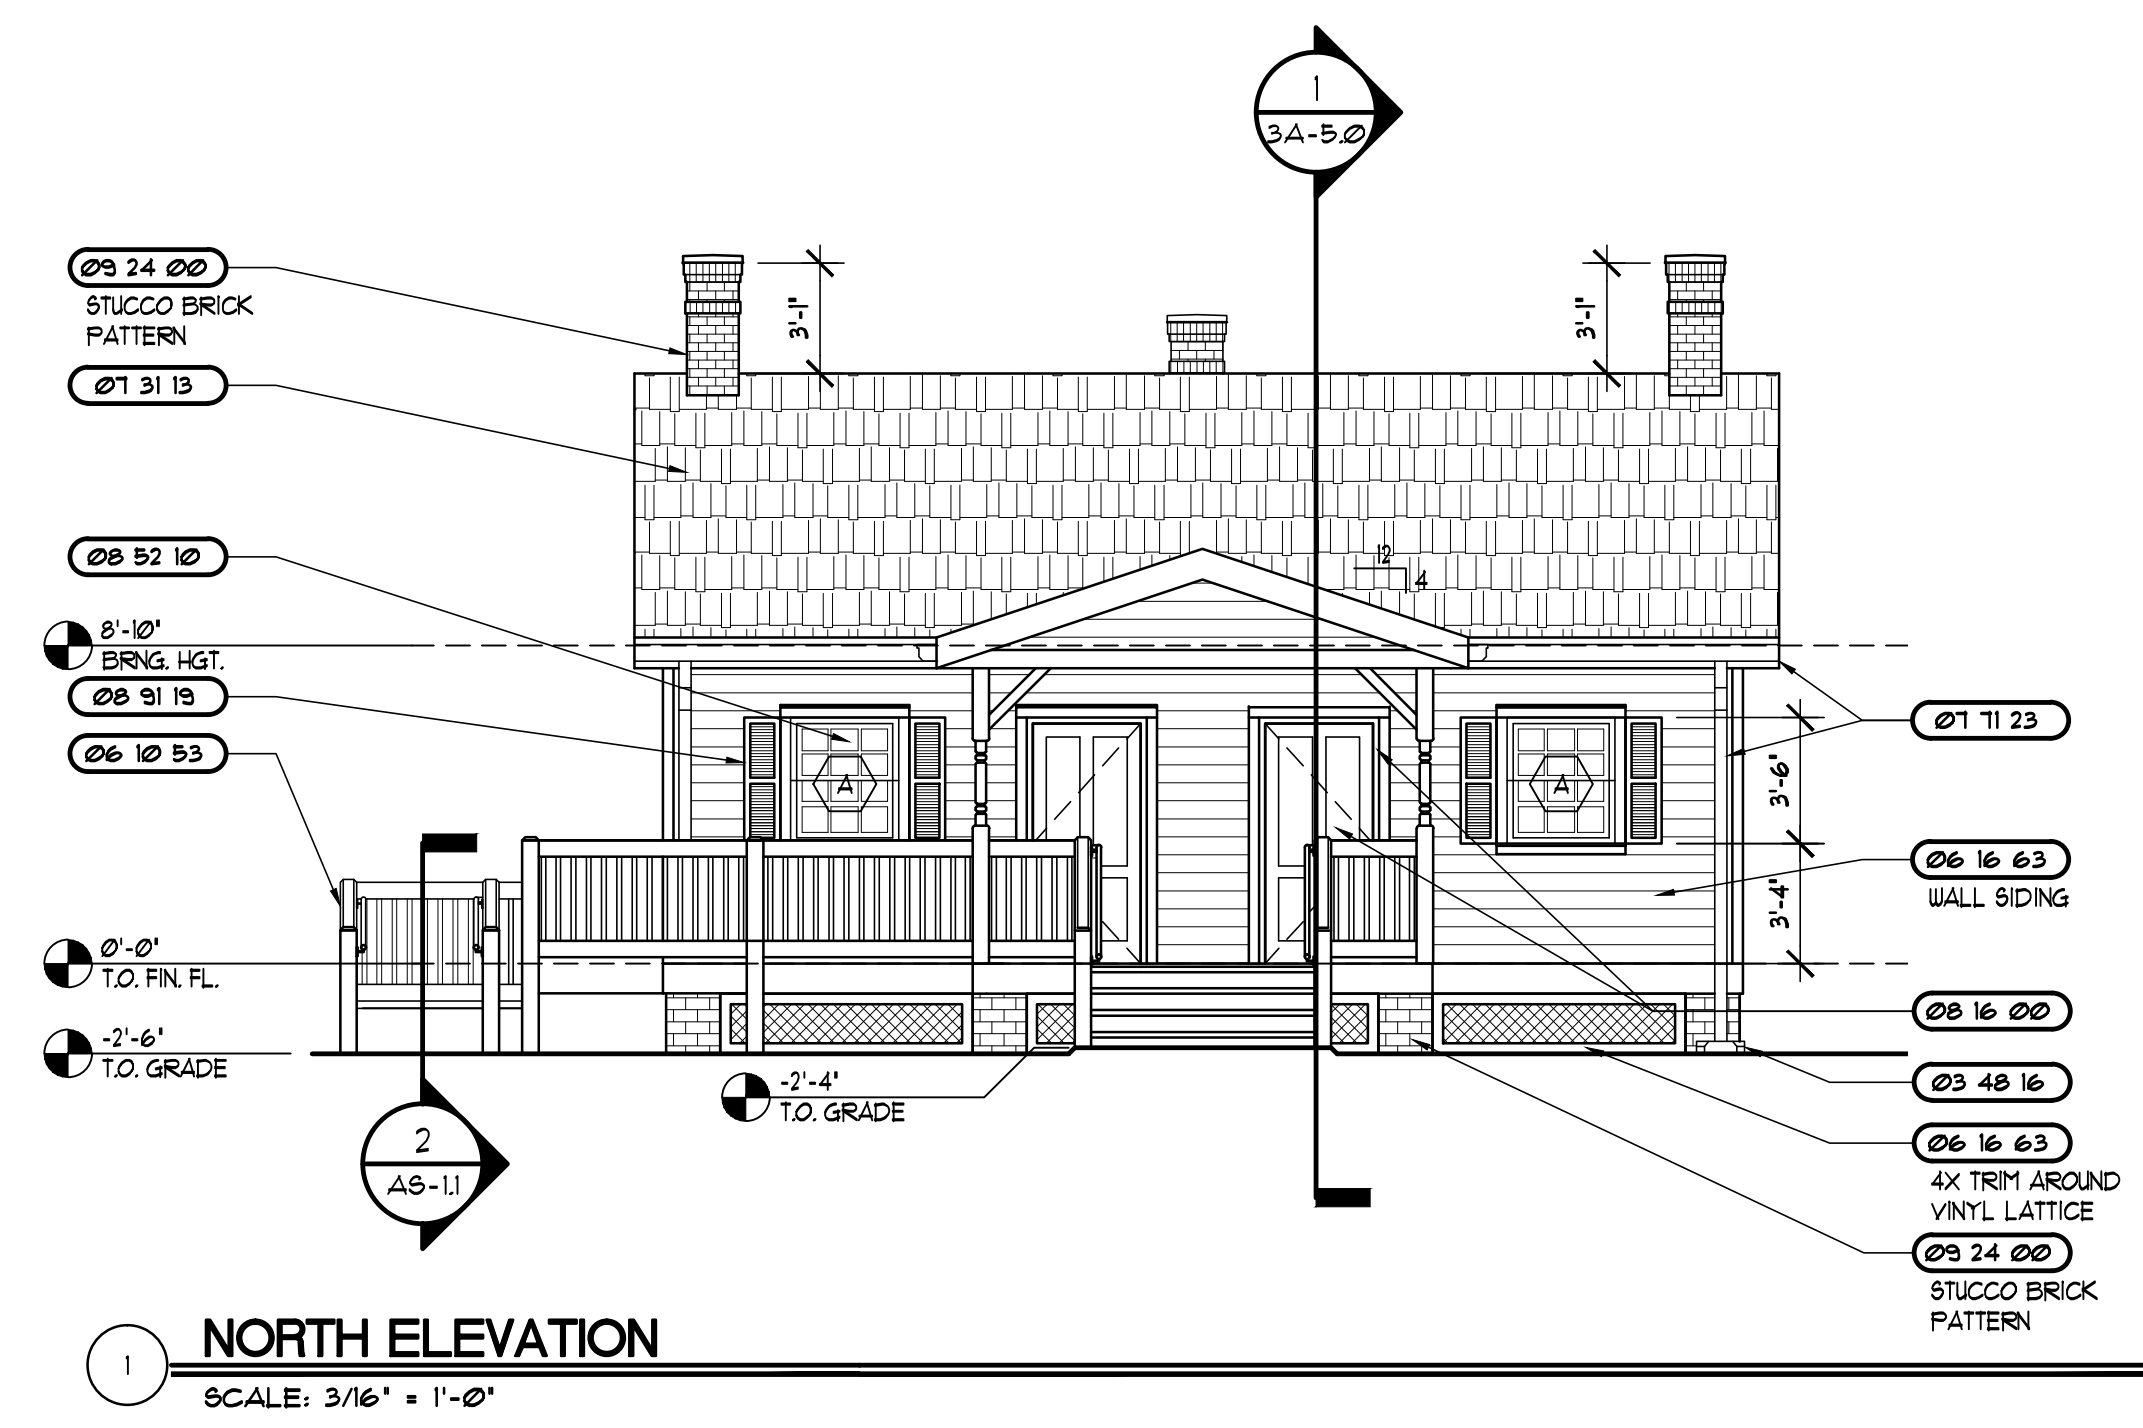 1
3A-5.0
09 24 00
STUCCO BRICK
PATTERN
3'-1"
3'-1"
07 31 13
08 52 10
12
4
8'-10"
BRNG. HGT.
08 91 19
07 71 23
06 10 53
A
A
3'-6"
06 16 63
WALL SIDING
3'-4"
0'-0"
T.O. FIN. FL.
08 16 00
-2'-6"
T.O. GRADE
-2'-4"
T.O. GRADE
03 48 16
2
AS-1.1
06 16 63
4X TRIM AROUND
VINYL LATTICE
09 24 00
STUCCO BRICK
PATTERN
1
NORTH ELEVATION
SCALE: 3/16" = 1'-0"